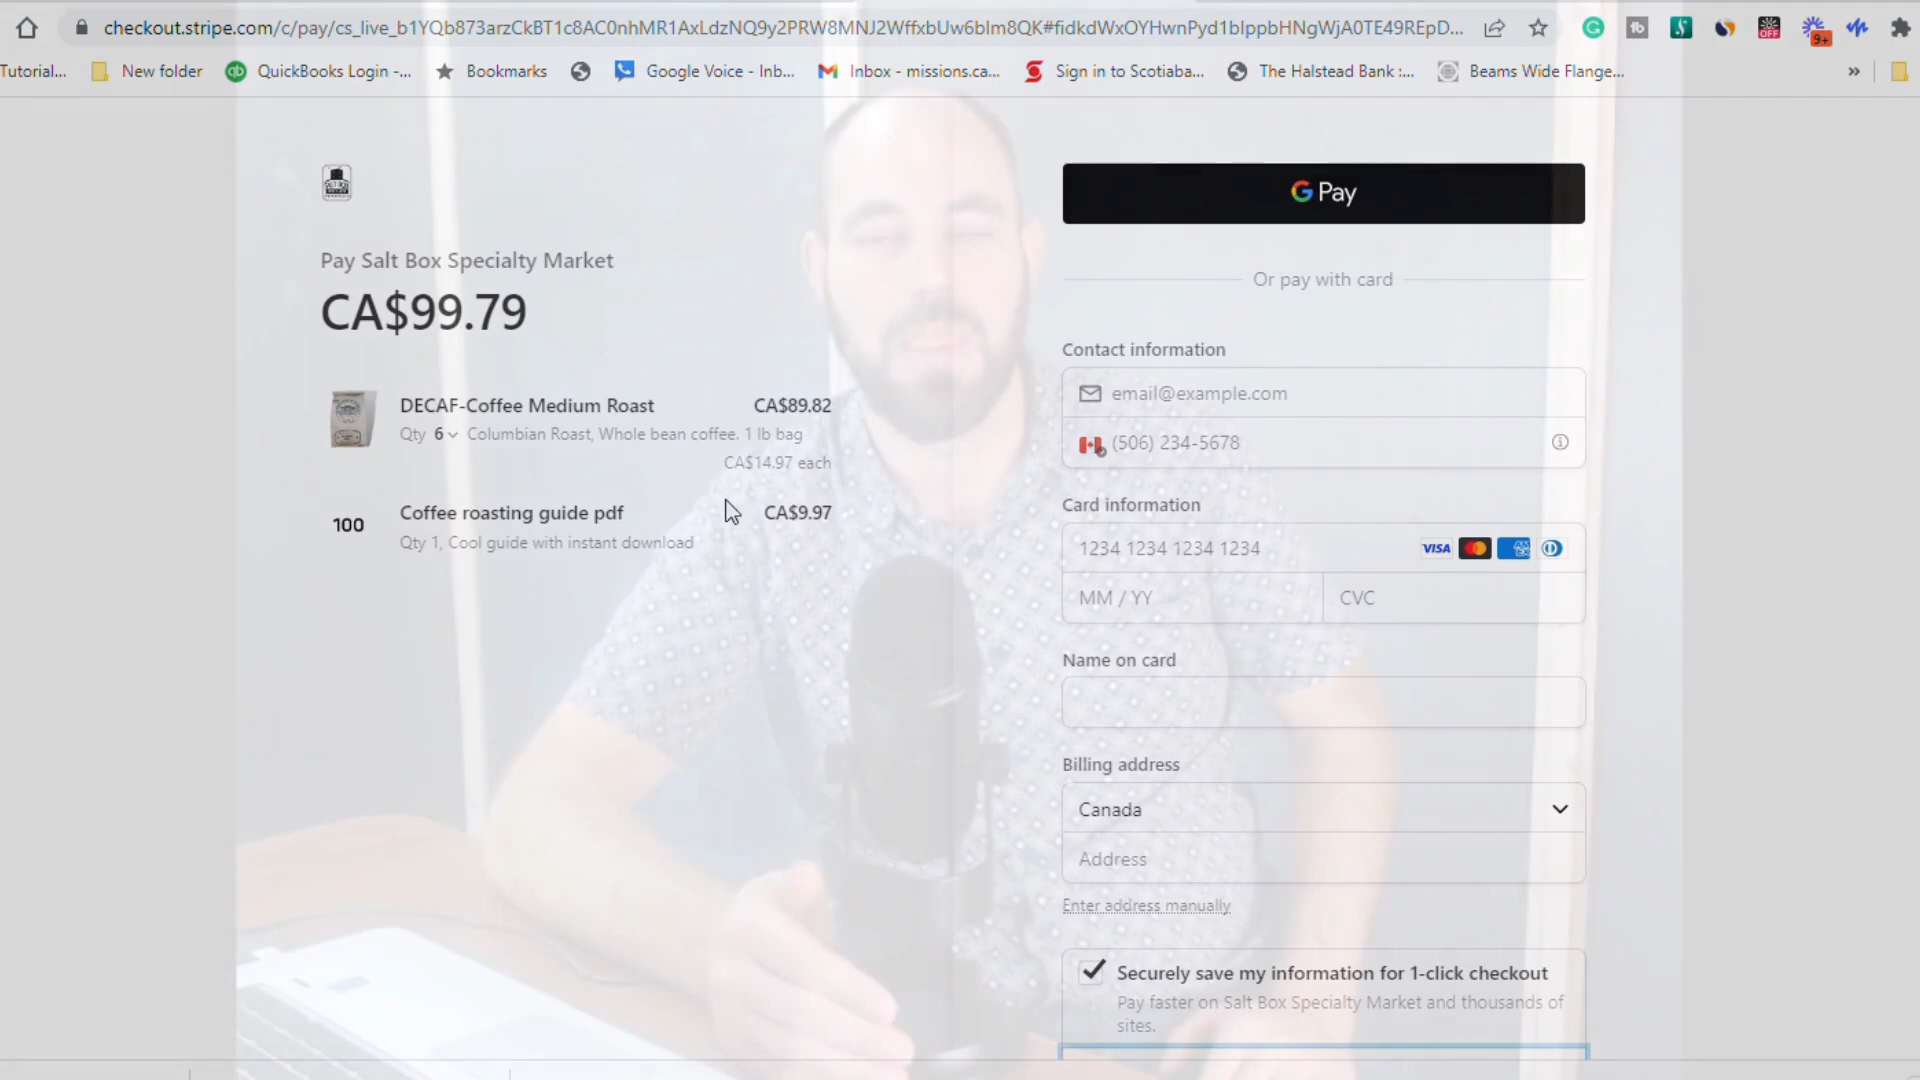 checkout.stripe.com/c/pay/cs_live_b1YQb873arzCkBT1c8AC0nhMR1AxLdzNQ9y2PRW8MNJ2WffxbUw6blm8QK#fidkdWxOYHwnPyd1blppbHNgWjA0TE49REpD...
OFF
9+
Tutorial...
New folder
QuickBooks Login -...
Bookmarks
Google Voice - Inb...
Inbox - missions.ca...
Sign in to Scotiaba...
The Halstead Bank :...
Beams Wide Flange...
»
G Pay
Pay Salt Box Specialty Market
CA$99.79
Or pay with card
Contact information
email@example.com
(506) 234-5678
DECAF-Coffee Medium Roast CA$89.82
Qty 6 Columbian Roast, Whole bean coffee. 1 lb bag
CA$14.97 each
100
Coffee roasting guide pdf CA$9.97
Qty 1, Cool guide with instant download
Card information
1234 1234 1234 1234 VISA
MM / YY CVC
Name on card
Billing address
Canada
Address
Enter address manually
Securely save my information for 1-click checkout
Pay faster on Salt Box Specialty Market and thousands of
sites.